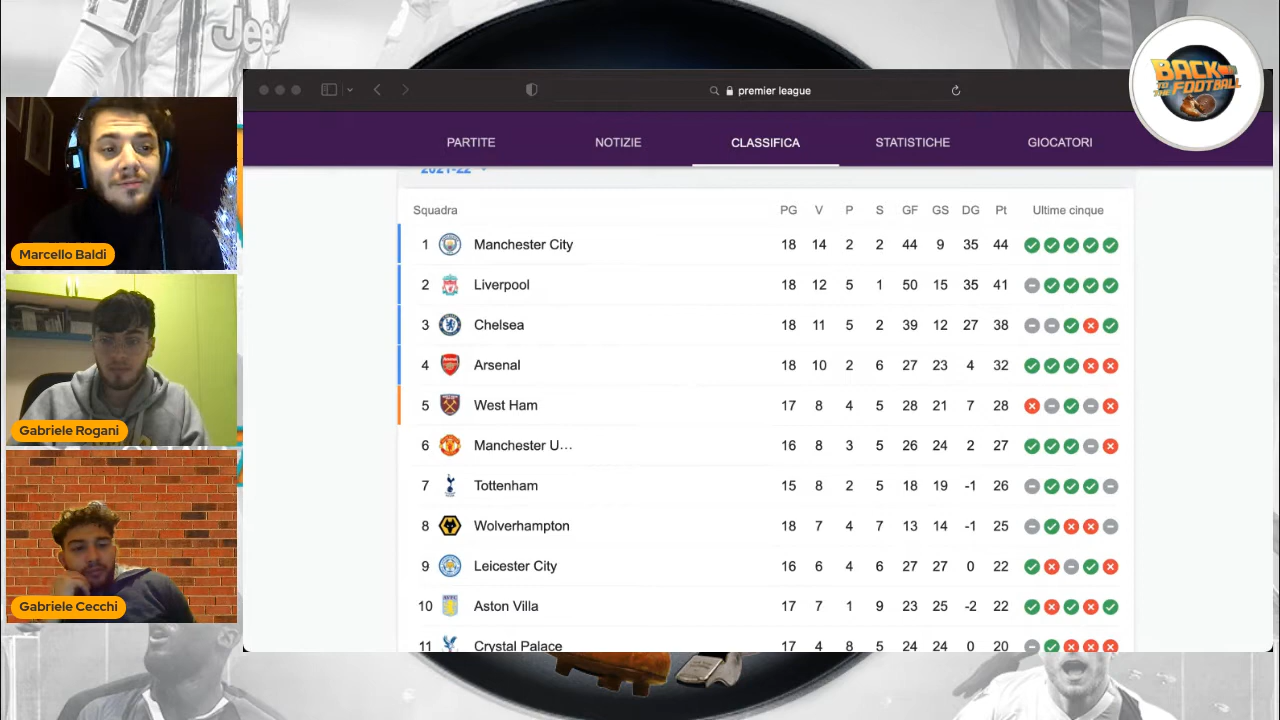 Jeep
BACK
TO THE FOOTBALL
premier league
PARTITE NOTIZIE CLASSIFICA STATISTICHE GIOCATORI
2021-22
Squadra PG V P S GF GS DG Pt Ultime cinque
1 Manchester City 18 14 2 2 44 9 35 44
2 Liverpool 18 12 5 1 50 15 35 41
3 Chelsea 18 11 5 2 39 12 27 38
4 Arsenal 18 10 2 6 27 23 4 32
5 West Ham 17 8 4 5 28 21 7 28
6 Manchester U... 16 8 3 5 26 24 2 27
7 Tottenham 15 8 2 5 18 19 -1 26
8 Wolverhampton 18 7 4 7 13 14 -1 25
9 Leicester City 16 6 4 6 27 27 0 22
10 Aston Villa 17 7 1 9 23 25 -2 22
11 Crystal Palace 17 4 8 5 24 24 0 20
Marcello Baldi
Gabriele Rogani
Gabriele Cecchi